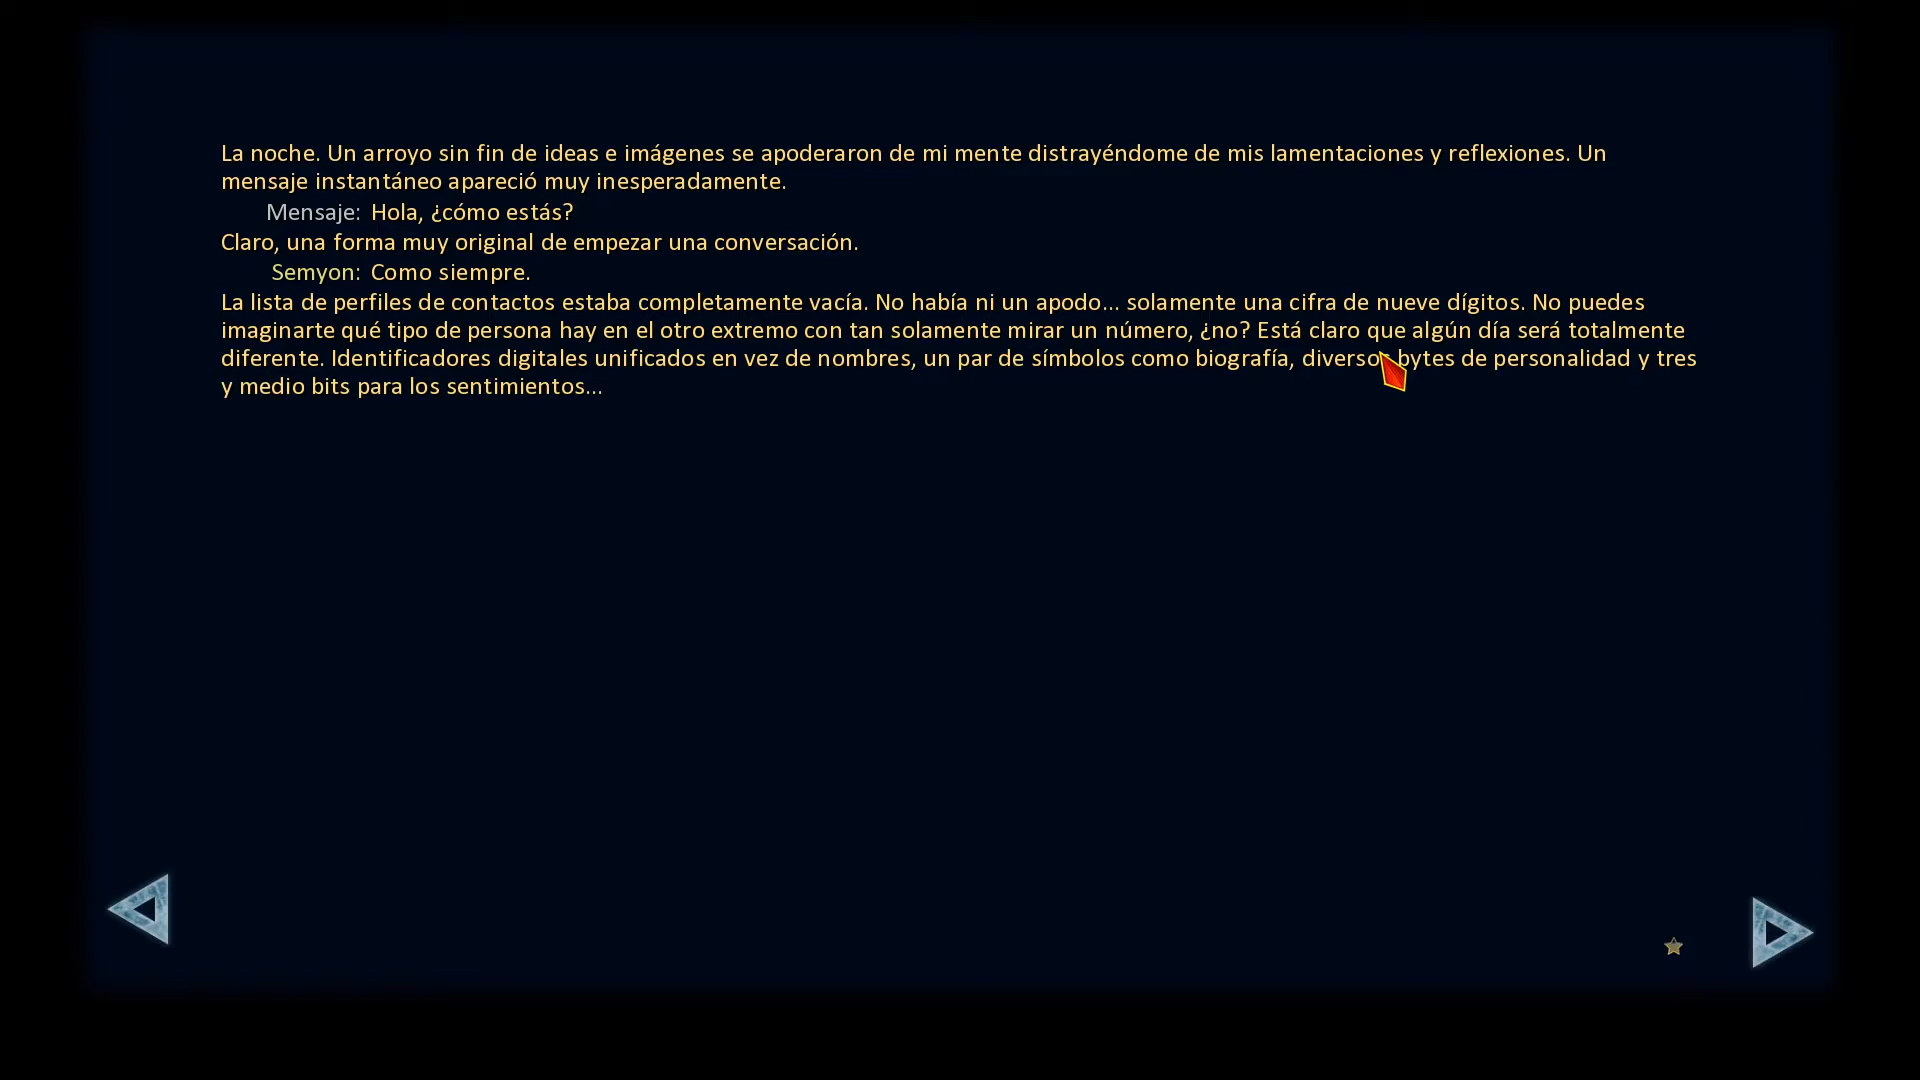 La noche. Un arroyo sin fin de ideas e imágenes se apoderaron de mi mente distrayéndome de mis lamentaciones y reflexiones. Un
mensaje instantáneo apareció muy inesperadamente.
Mensaje: Hola, ¿cómo estás?
Claro, una forma muy original de empezar una conversación.
Semyon: Como siempre.
La lista de perfiles de contactos estaba completamente vacía. No había ni un apodo... solamente una cifra de nueve dígitos. No puedes
imaginarte qué tipo de persona hay en el otro extremo con tan solamente mirar un número, ¿no? Está claro que algún día será totalmente
diferente. Identificadores digitales unificados en vez de nombres, un par de símbolos como biografía, diversos bytes de personalidad y tres
y medio bits para los sentimientos...